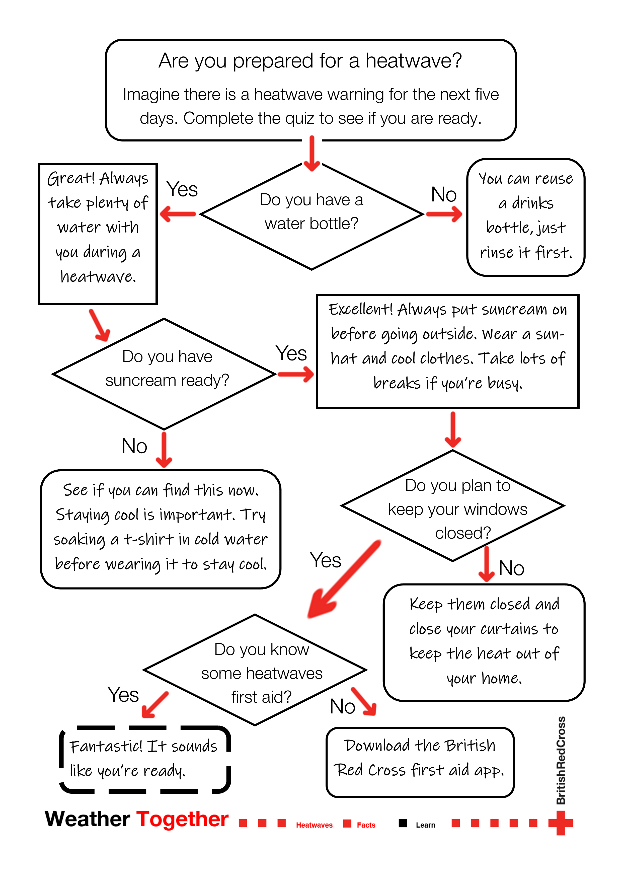 Are you prepared for a heatwave?
Imagine there is a heatwave warning for the next five
days. Complete the quiz to see if you are ready.
Great! Always
take plenty of
water with
you during a
heatwave.
Yes
Do you have a
water bottle?
No
You can reuse
a drinks
bottle, just
rinse it first.
Do you have
suncream ready?
Yes
Excellent! Always put suncream on
before going outside. Wear a sun-
hat and cool clothes. Take lots of
breaks if you're busy.
No
See if you can find this now.
Staying cool is important. Try
soaking a t-shirt in cold water
before wearing it to stay cool.
Do you plan to
keep your windows
closed?
Yes
No
Keep them closed and
close your curtains to
keep the heat out of
your home.
Do you know
some heatwaves
first aid?
Yes
No
Fantastic! It sounds
like you're ready.
Download the British
Red Cross first aid app.
BritishRedCross
Weather Together
Heatwaves
Facts
Learn